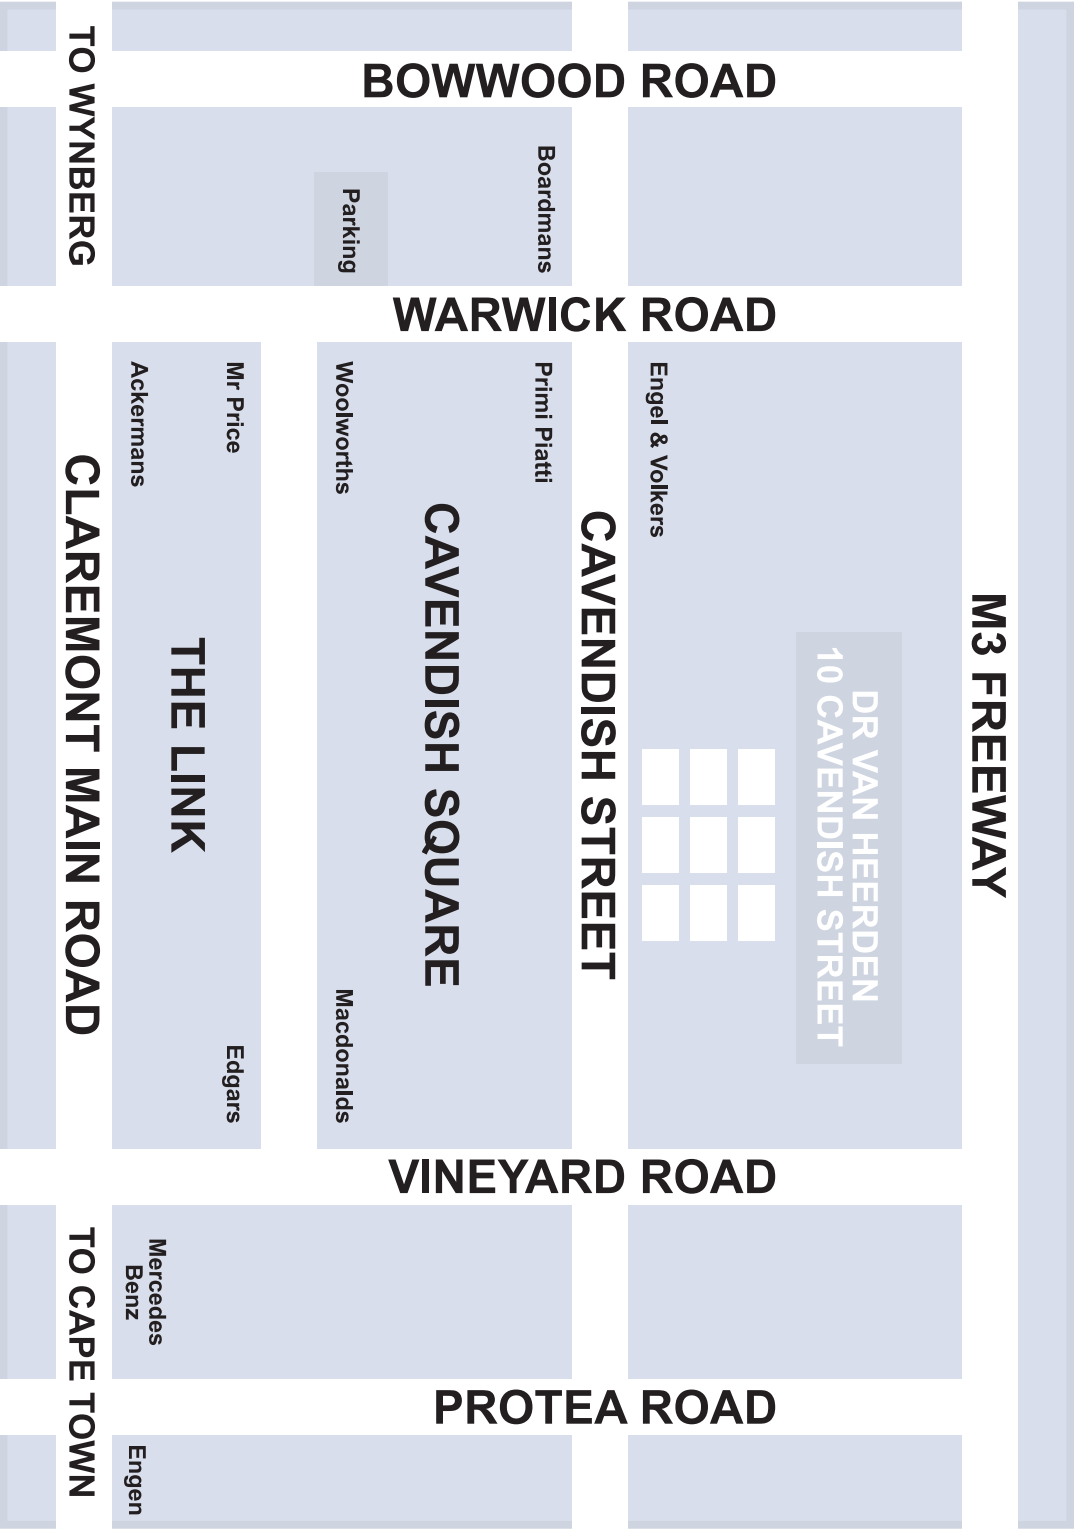 TO WYNBERG
BOWWOOD ROAD
Boardmans
Parking
WARWICK ROAD
Ackermans
Mr Price
Woolworths
Primi Piatti
Engel & Volkers
CLAREMONT MAIN ROAD
THE LINK
CAVENDISH SQUARE
CAVENDISH STREET
DR VAN HEERDEN
10 CAVENDISH STREET
M3 FREEWAY
Edgars
Macdonalds
VINEYARD ROAD
TO CAPE TOWN
Mercedes
Benz
PROTEA ROAD
Engen